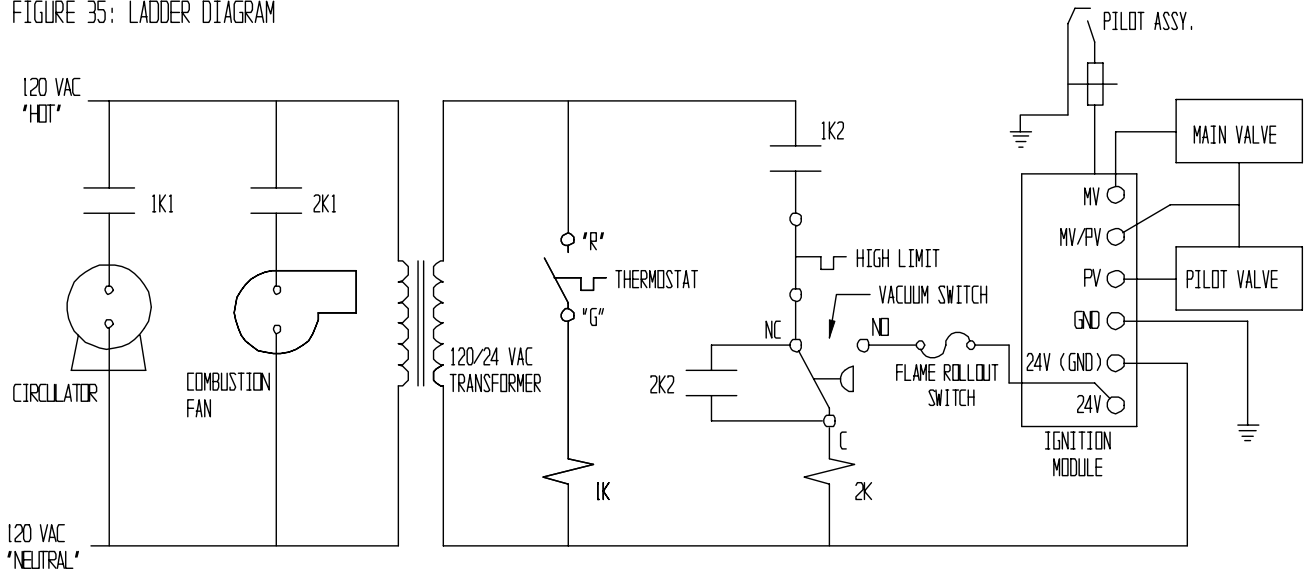 FIGURE 35: LADDER DIAGRAM
PILOT ASSY.
120 VAC
"HOT"
1K2
MAIN VALVE
1K1
2K1
MV
MV/PV
"R"
HIGH LIMIT
THERMOSTAT
PV
PILOT VALVE
VACUUM SWITCH
"G"
NC
NO
GND
120/24 VAC
TRANSFORMER
24V (GND)
CIRCULATOR
COMBUSTION
FAN
2K2
FLAME ROLLOUT
SWITCH
24V
C
IGNITION
MODULE
1K
2K
120 VAC
"NEUTRAL"